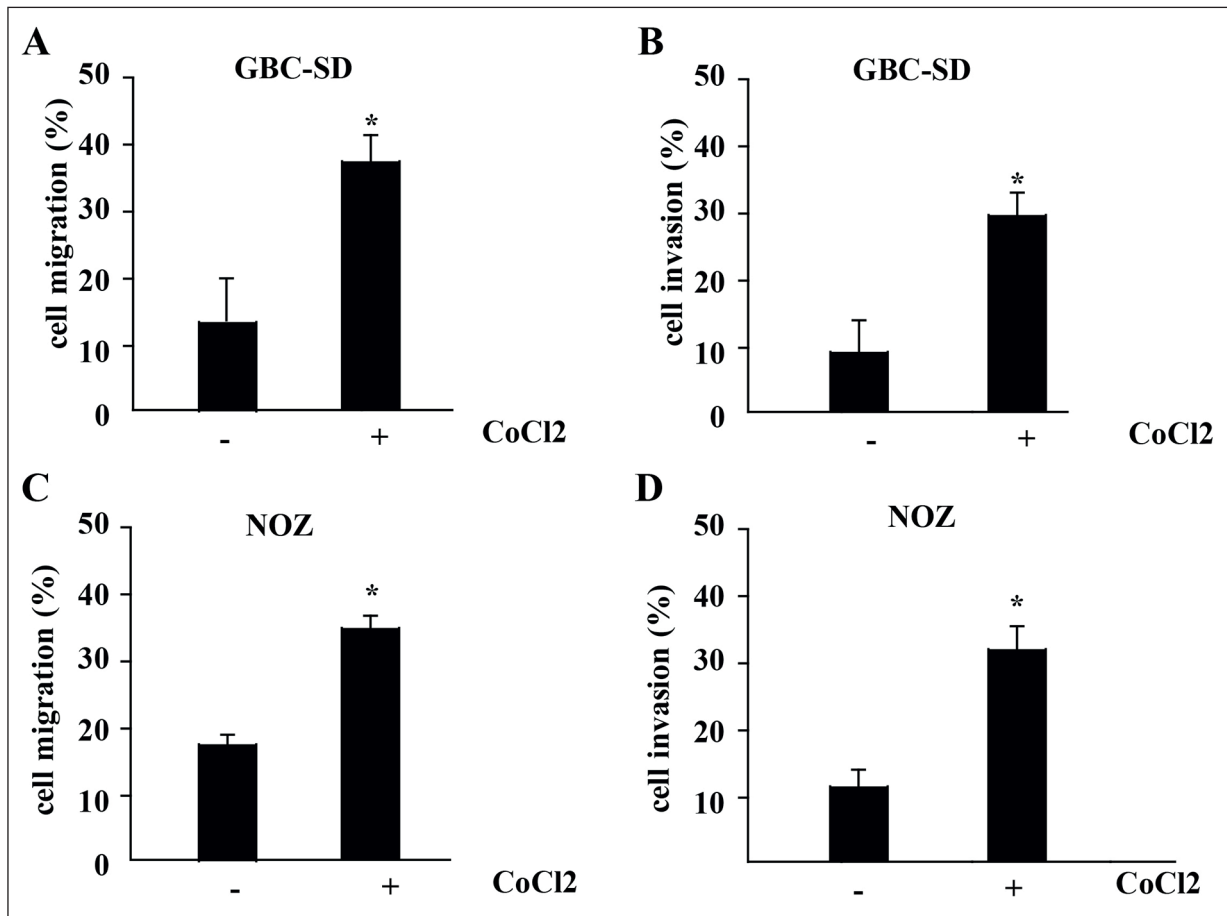 A
GBC-SD
cell migration (%)
50
40
30
20
10
0
*
- + CoCl2
B
GBC-SD
cell invasion (%)
50
40
30
20
10
0
*
- + CoCl2
C
NOZ
cell migration (%)
50
40
30
20
10
0
*
- + CoCl2
D
NOZ
cell invasion (%)
50
40
30
20
10
*
- + CoCl2